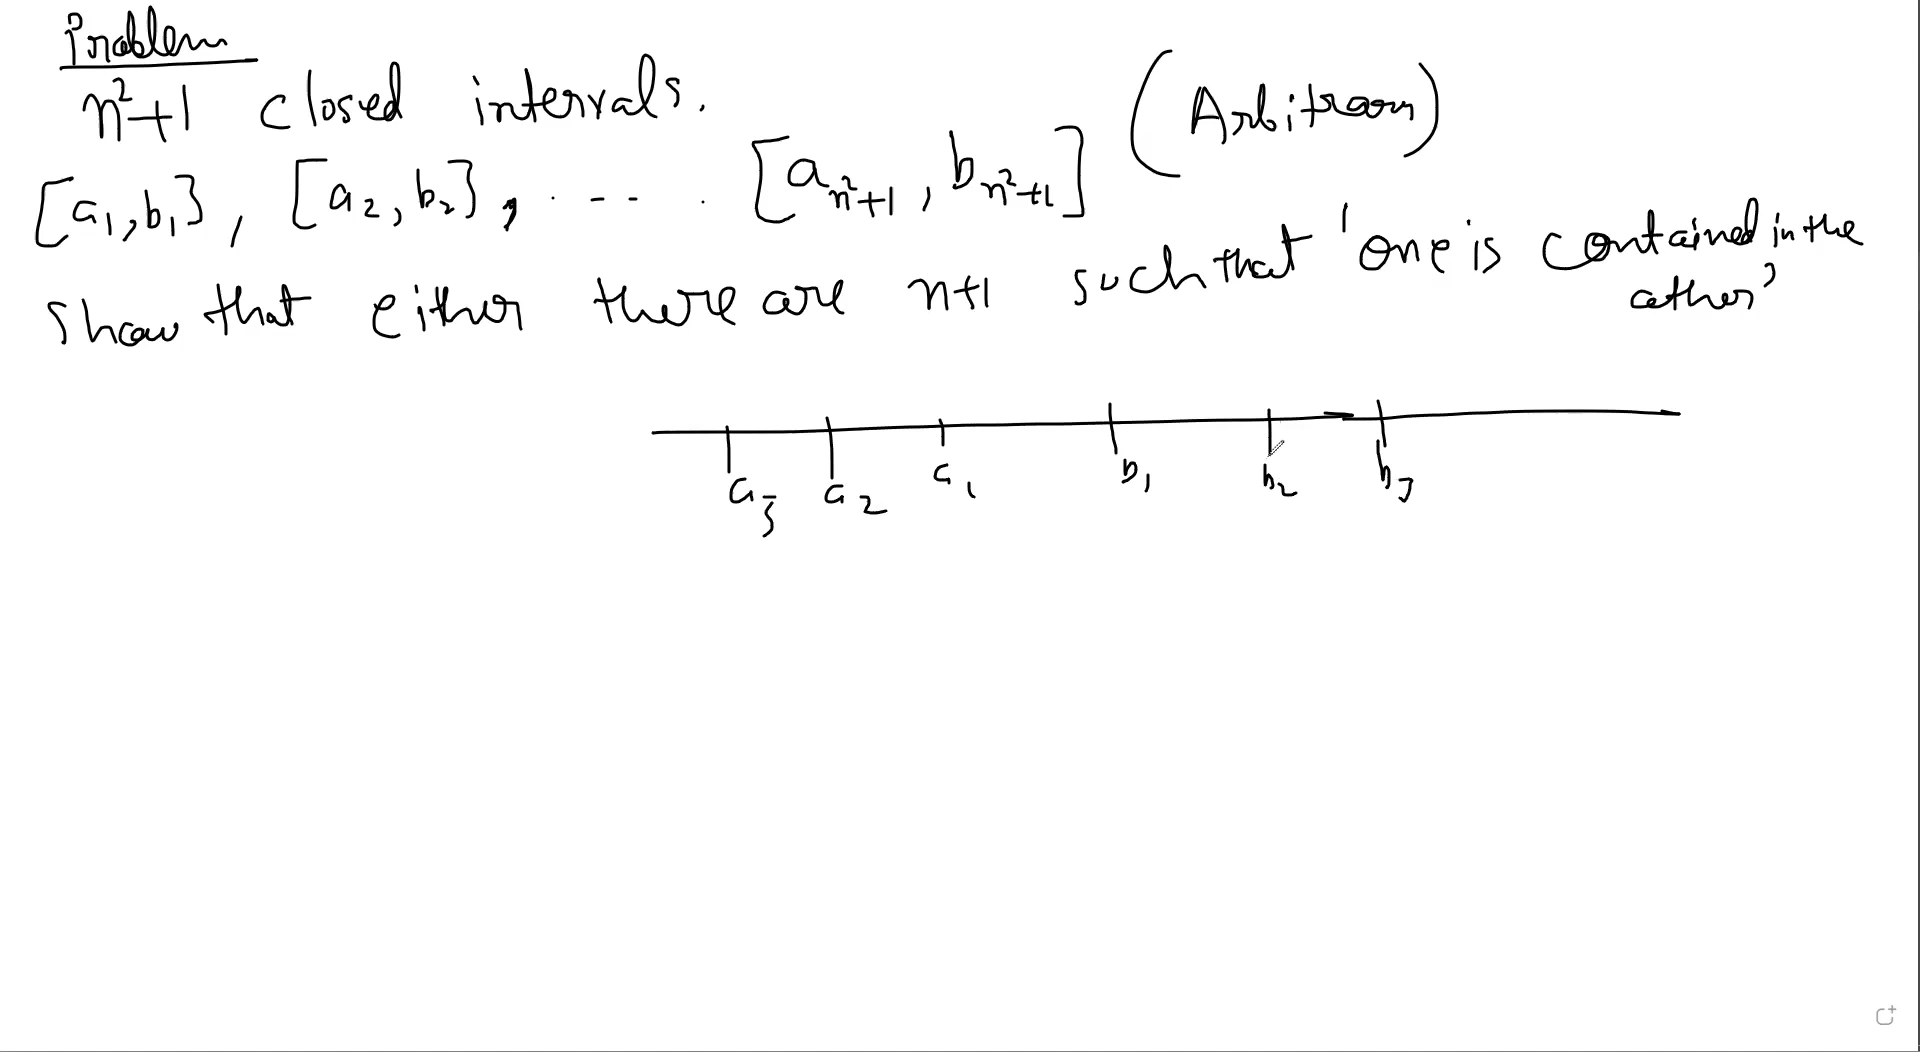 Problem
n²+1 closed intervals. (Arbitrary)
[a₁,b₁], [a₂,b₂], ---- . [aₙ²₊₁, bₙ²₊₁]
show that either there are n+1 such that 'one is contained in the
other'
a₃ a₂ a₁ b₁ b₂ b₃